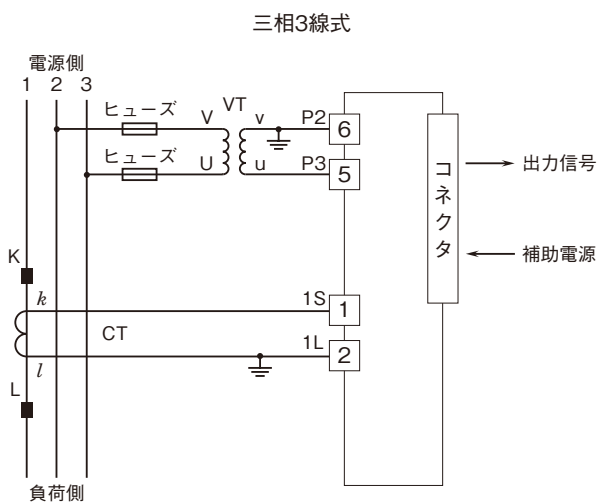 三相3線式
電源側
1 2 3
ヒューズ
V
VT
v
P2
6
ヒューズ
U
u
P3
5
コネクタ
出力信号
補助電源
K
k
1S
1
CT
l
1L
2
L
負荷側